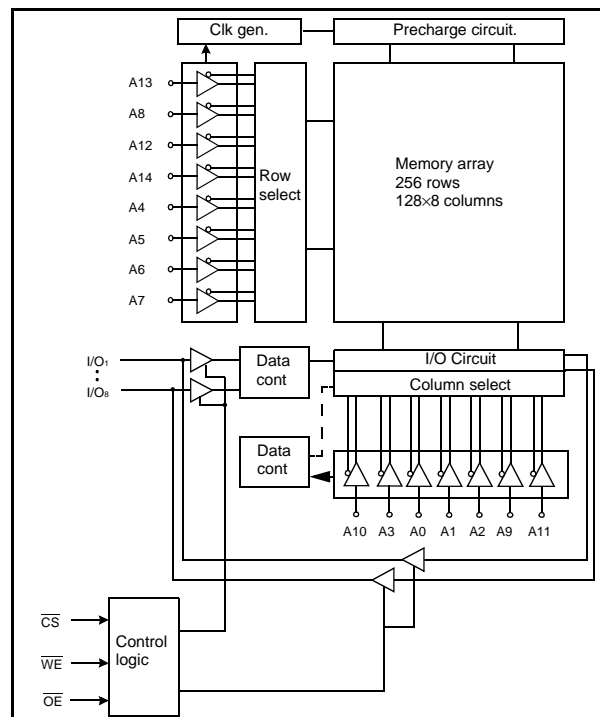 Clk gen.
Precharge circuit.
A13
A8
A12
A14
A4
A5
A6
A7
Row
select
Memory array
256 rows
128×8 columns
I/O1
I/O8
Data
cont
I/O Circuit
Column select
Data
cont
A10 A3 A0 A1 A2 A9 A11
CS
WE
OE
Control
logic